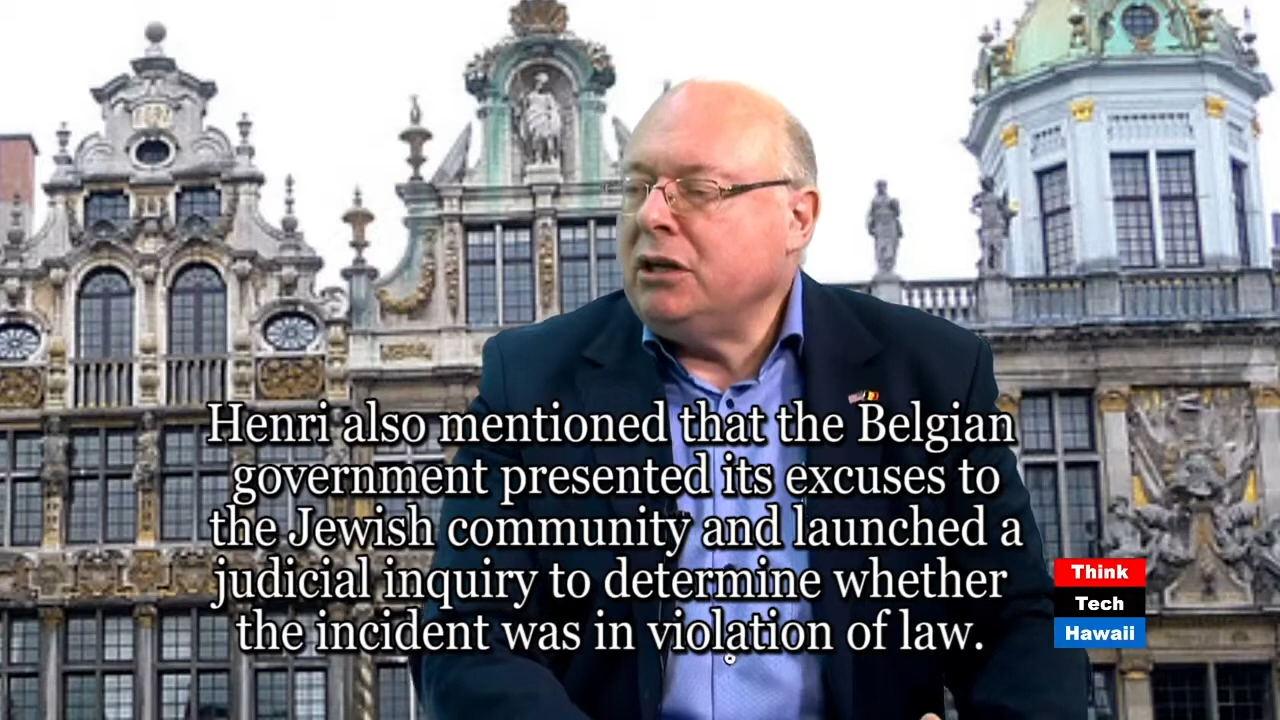 Henri also mentioned that the Belgian
government presented its excuses to
the Jewish community and launched a
judicial inquiry to determine whether
the incident was in violation of law.
Think
Tech
Hawaii